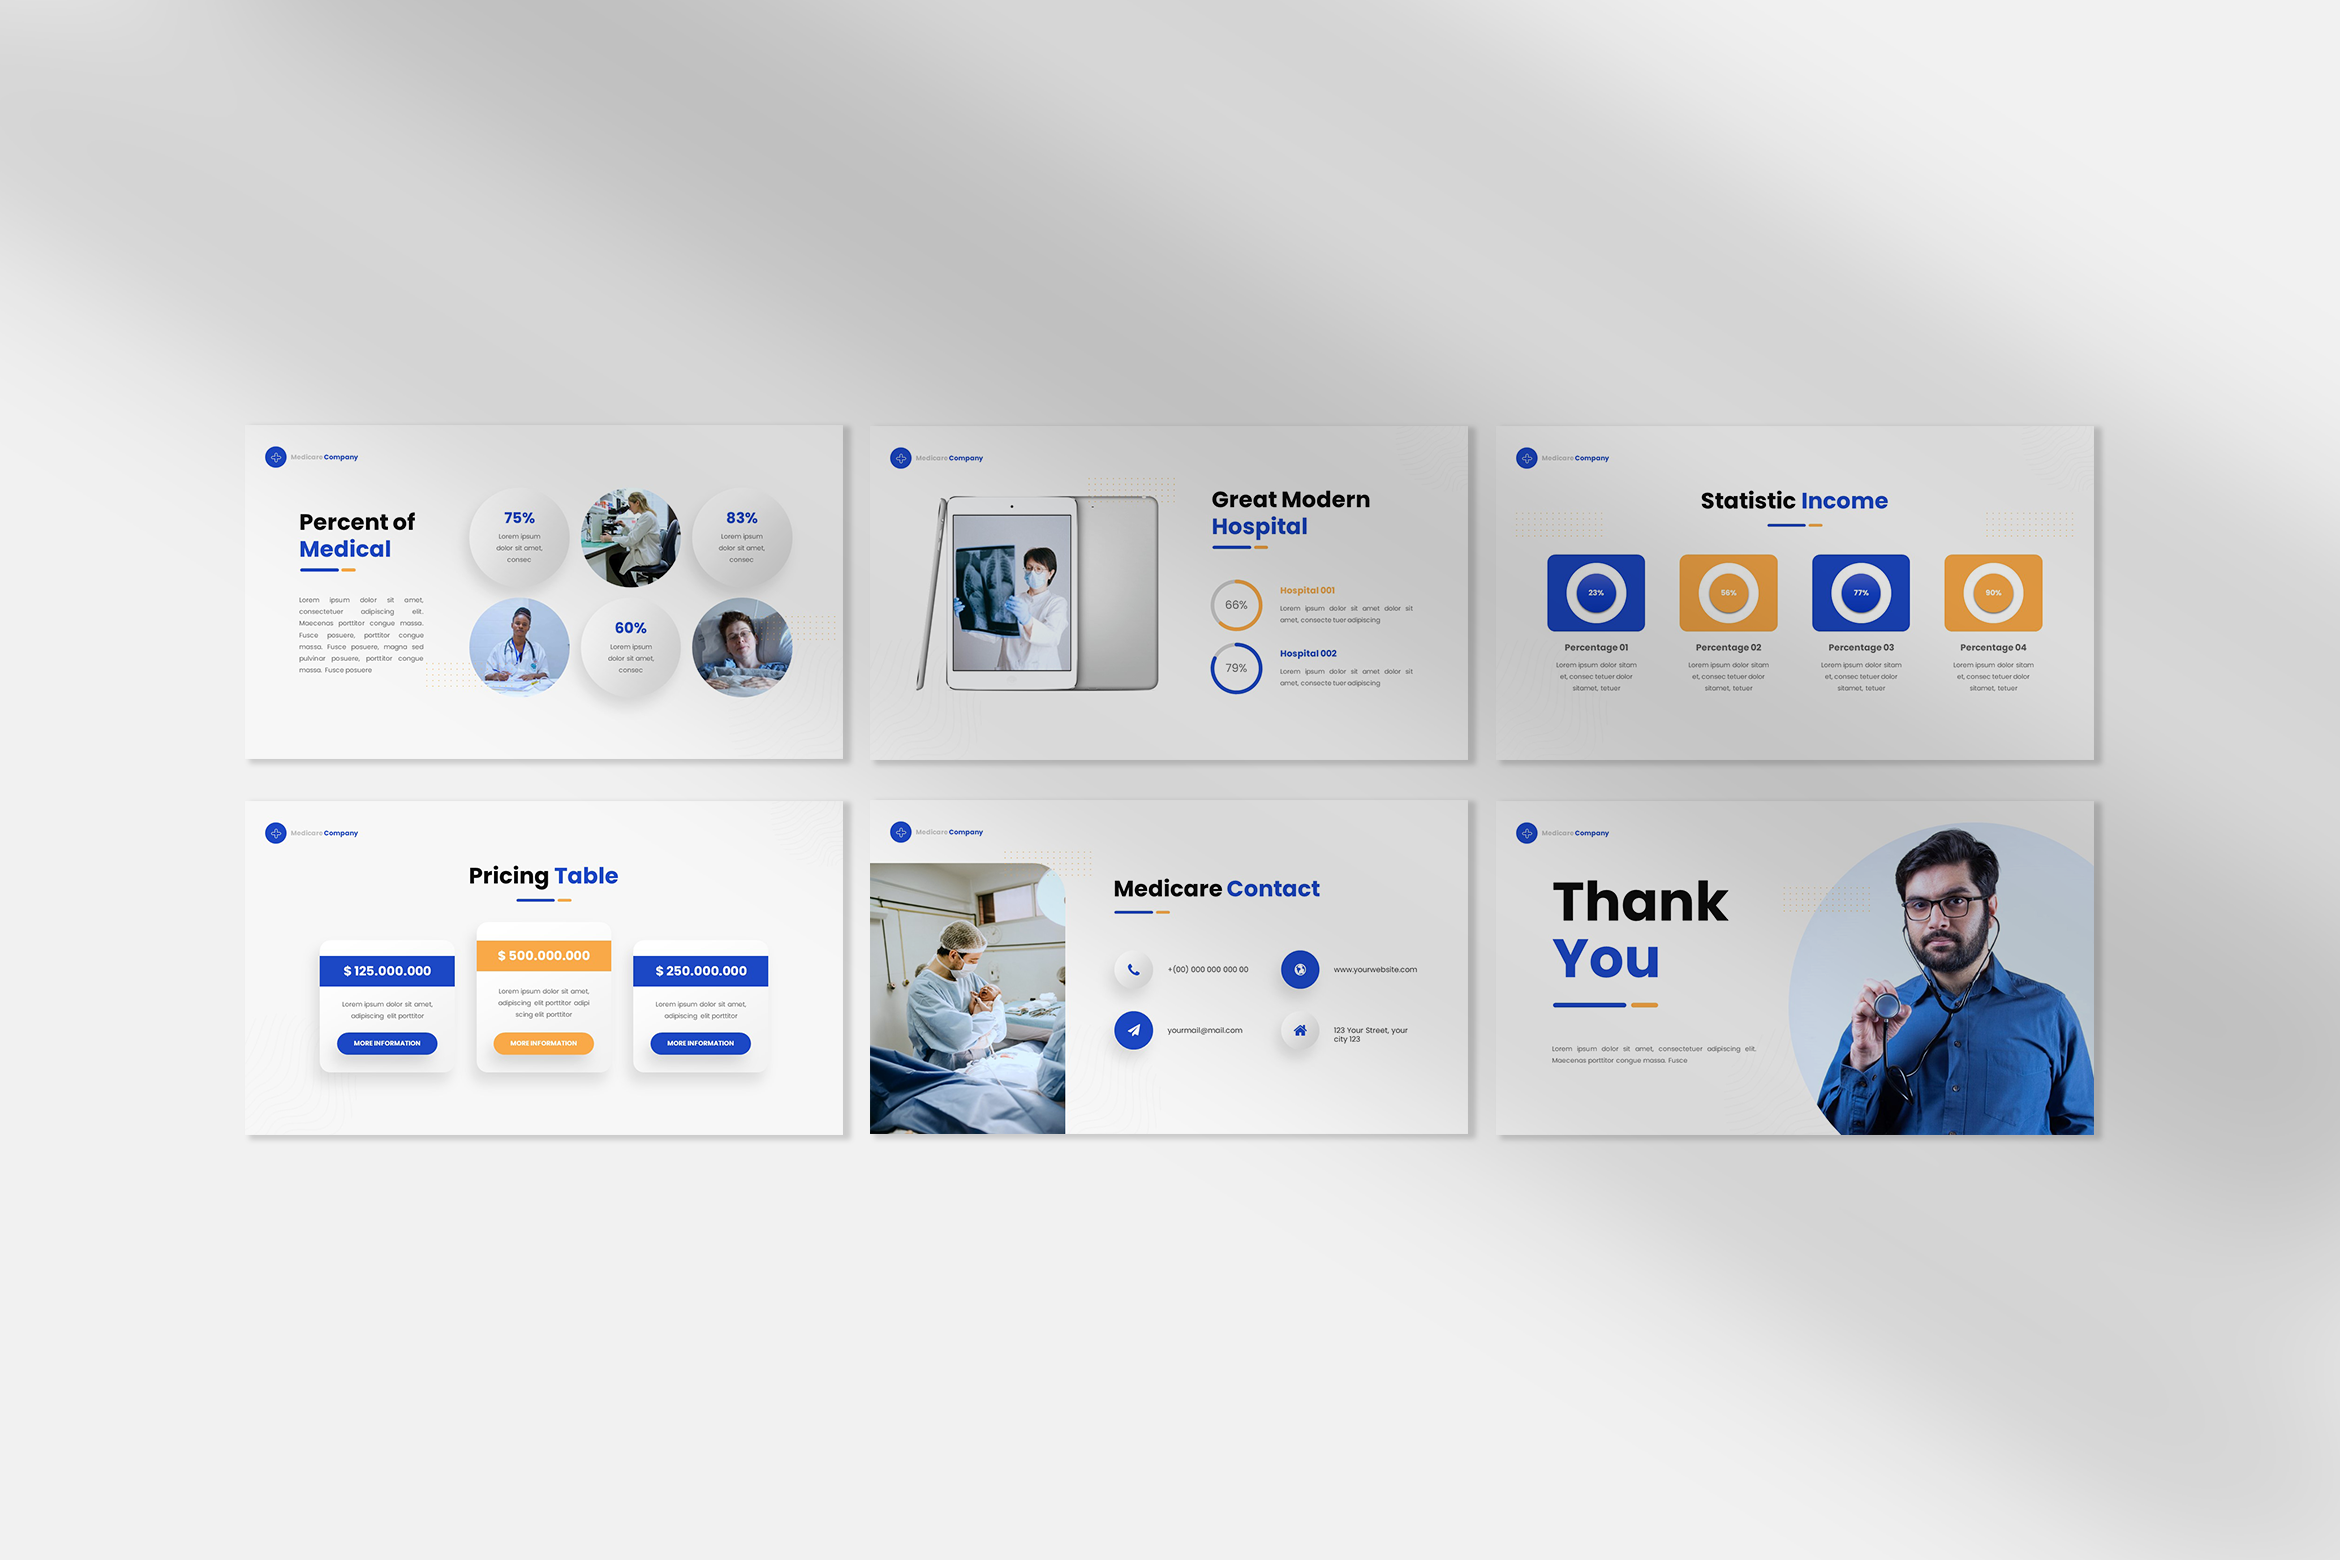 Medicare Company
Percent of
Medical
Lorem ipsum dolor sit amet,
consectetuer adipiscing elit.
Maecenas porttitor congue massa.
Fusce posuere, porttitor congue
massa. Fusce posuere, magna sed
pulvinar posuere, porttitor congue
massa. Fusce posuere
75%
Lorem ipsum
dolor sit amet,
consec
83%
Lorem ipsum
dolor sit amet,
consec
60%
Lorem ipsum
dolor sit amet,
consec
Medicare Company
Great Modern
Hospital
66%
Hospital 001
Lorem ipsum dolor sit amet dolor sit
amet, consecte tuer adipiscing
79%
Hospital 002
Lorem ipsum dolor sit amet dolor sit
amet, consecte tuer adipiscing
Medicare Company
Statistic Income
23%
Percentage 01
Lorem ipsum dolor sitam
et, consec tetuer dolor
sitamet, tetuer
56%
Percentage 02
Lorem ipsum dolor sitam
et, consec tetuer dolor
sitamet, tetuer
77%
Percentage 03
Lorem ipsum dolor sitam
et, consec tetuer dolor
sitamet, tetuer
90%
Percentage 04
Lorem ipsum dolor sitam
et, consec tetuer dolor
sitamet, tetuer
Medicare Company
Pricing Table
$ 125.000.000
Lorem ipsum dolor sit amet,
adipiscing elit porttitor
MORE INFORMATION
$ 500.000.000
Lorem ipsum dolor sit amet,
adipiscing elit porttitor adipi
scing elit porttitor
MORE INFORMATION
$ 250.000.000
Lorem ipsum dolor sit amet,
adipiscing elit porttitor
MORE INFORMATION
Medicare Company
Medicare Contact
+(00) 000 000 000 00
www.yourwebsite.com
yourmail@mail.com
123 Your Street, your
city 123
Medicare Company
Thank
You
Lorem ipsum dolor sit amet, consectetuer adipiscing elit.
Maecenas porttitor congue massa. Fusce